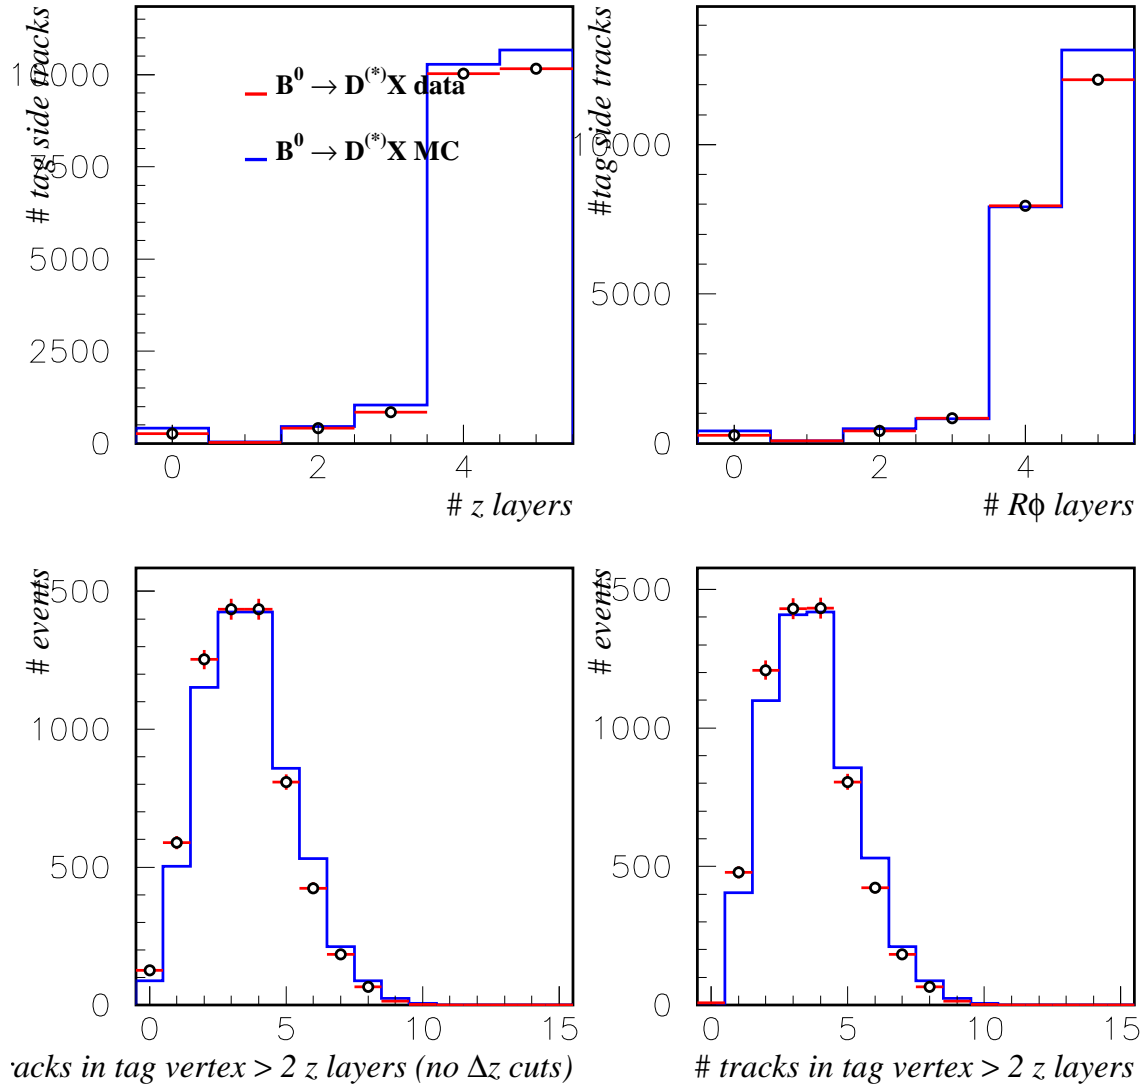 # tag side tracks
10000
7500
5000
2500
0
B⁰ → D⁽*⁾X data
B⁰ → D⁽*⁾X MC
0 2 4
# z layers
#tag side tracks
10000
5000
0
0 2 4
# Rϕ layers
# events
1500
1000
500
0
0 5 10 15
racks in tag vertex > 2 z layers (no Δz cuts)
# events
1500
1000
500
0
0 5 10 15
# tracks in tag vertex > 2 z layers